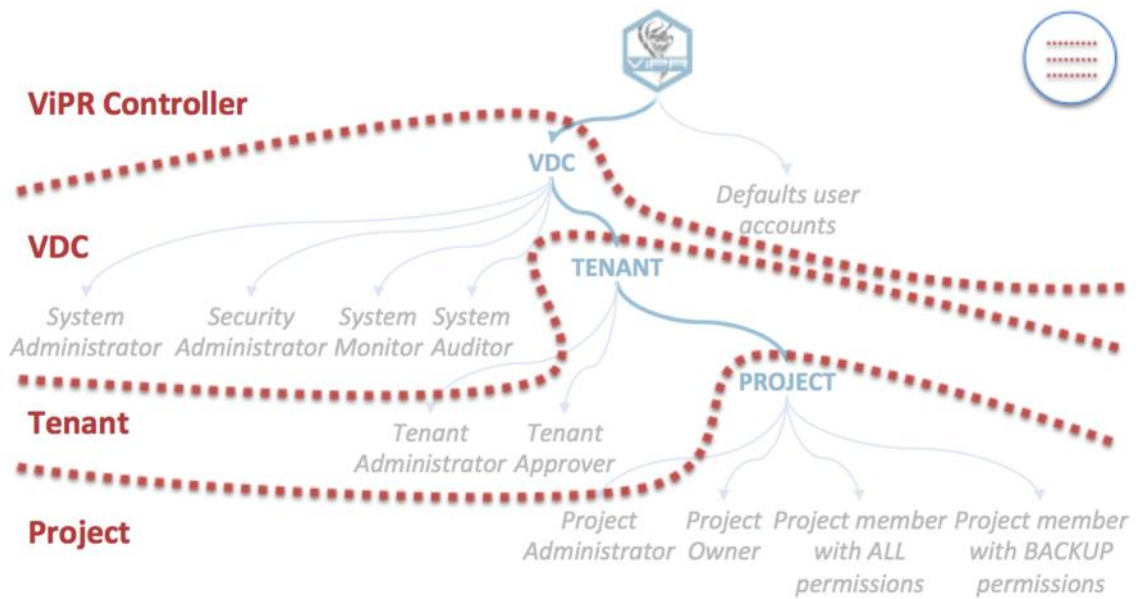 ViPR
ViPR Controller
VDC
Defaults user
accounts
VDC
TENANT
System
Administrator
Security
Administrator
System
Monitor
System
Auditor
PROJECT
Tenant
Tenant
Administrator
Tenant
Approver
Project
Project
Administrator
Project
Owner
Project member
with ALL
permissions
Project member
with BACKUP
permissions